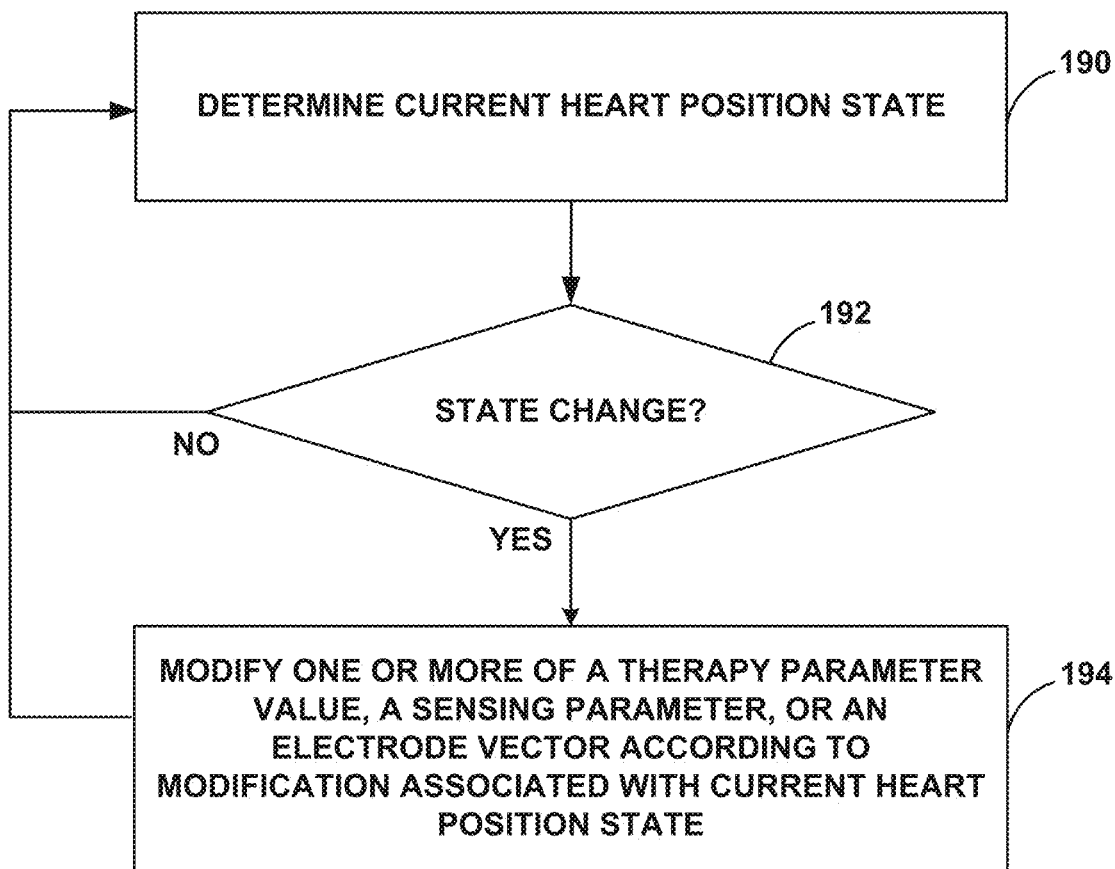 190
DETERMINE CURRENT HEART POSITION STATE
192
STATE CHANGE?
NO
YES
MODIFY ONE OR MORE OF A THERAPY PARAMETER
VALUE, A SENSING PARAMETER, OR AN
ELECTRODE VECTOR ACCORDING TO
MODIFICATION ASSOCIATED WITH CURRENT HEART
POSITION STATE
194